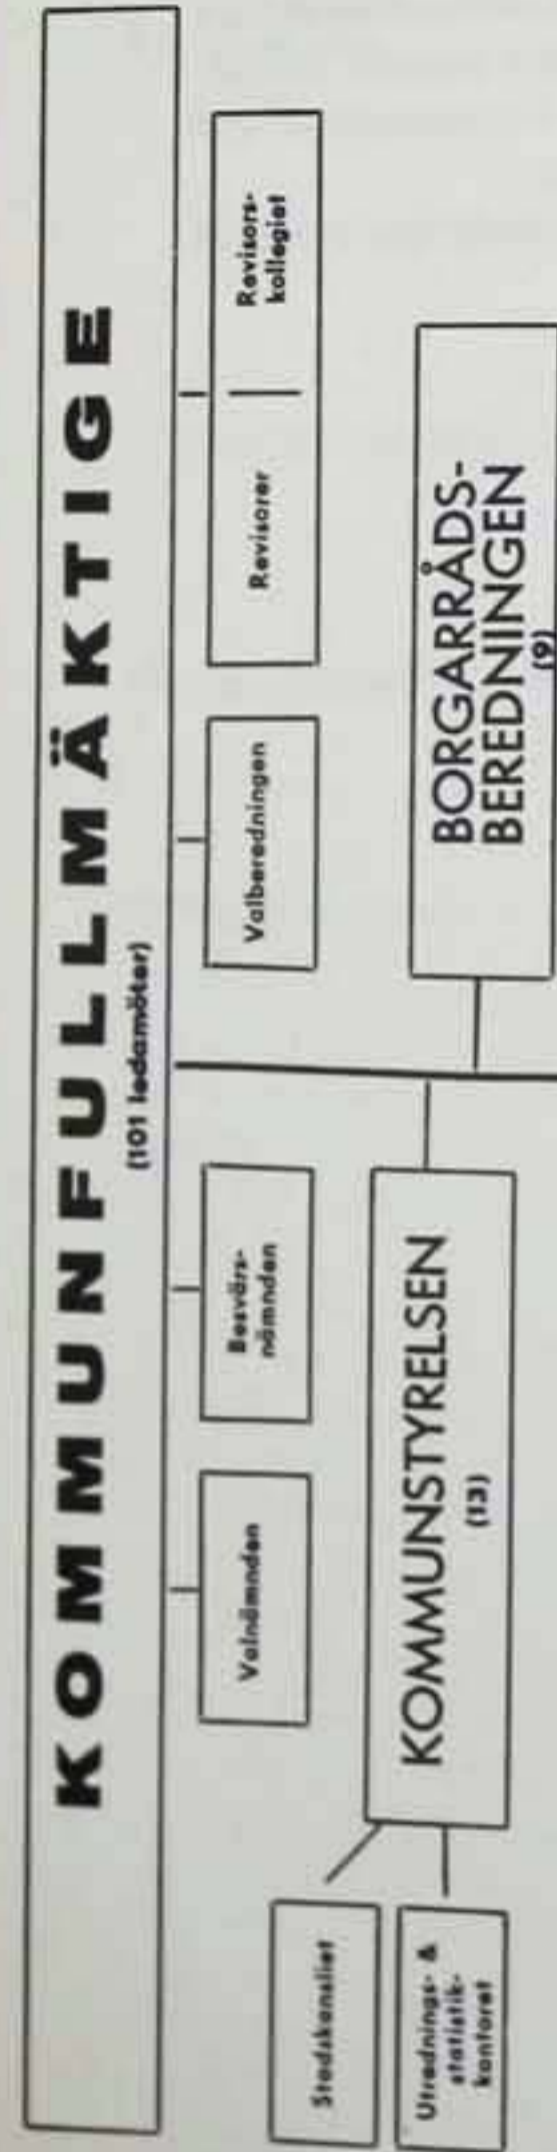 KOMMUNFULLMÄKTIGE
(101 ledamöter)
Valnämnden
Besvärs-
nämnden
Valberedningen
Revisorer
Revisors-
kollegiet
Stadskansliet
Utrednings- &
statistik-
kontoret
KOMMUNSTYRELSEN
(13)
BORGARRÅDS-
BEREDNINGEN
(9)